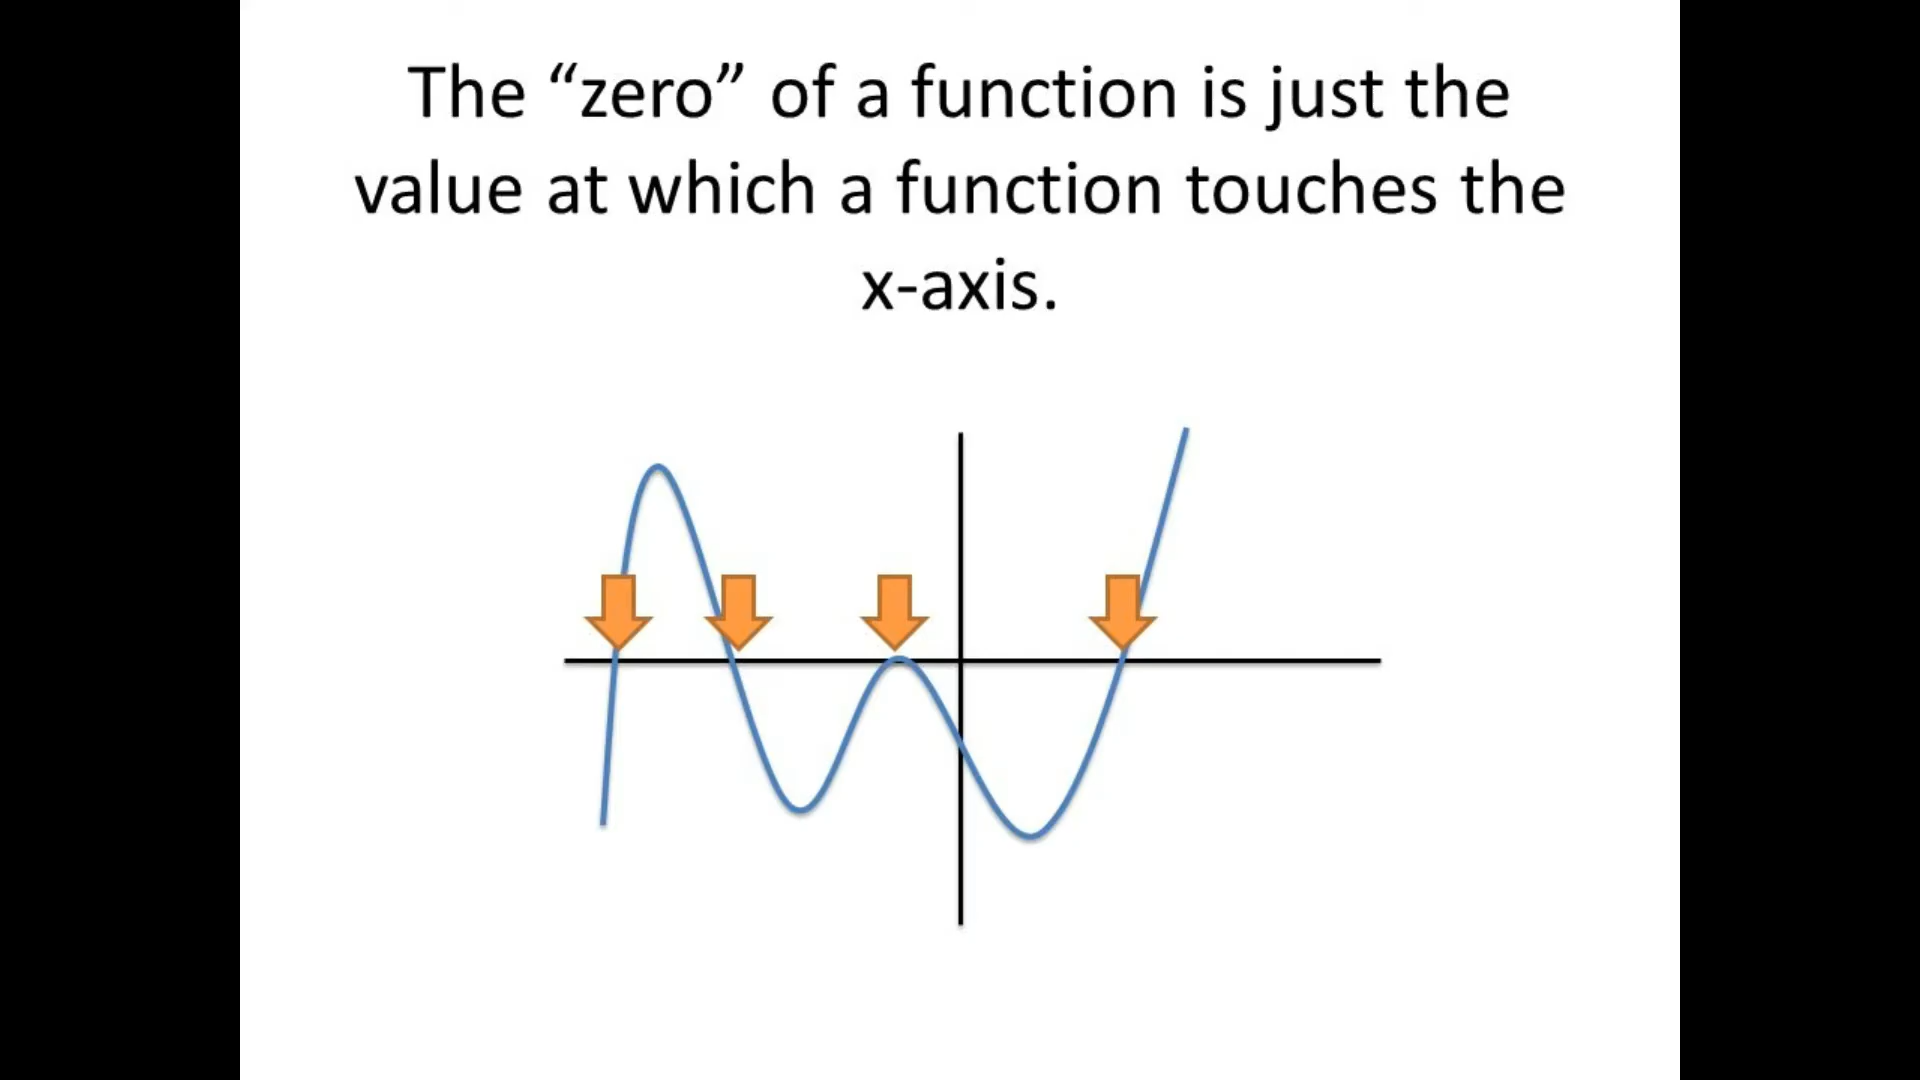 The “zero” of a function is just the
value at which a function touches the
x-axis.